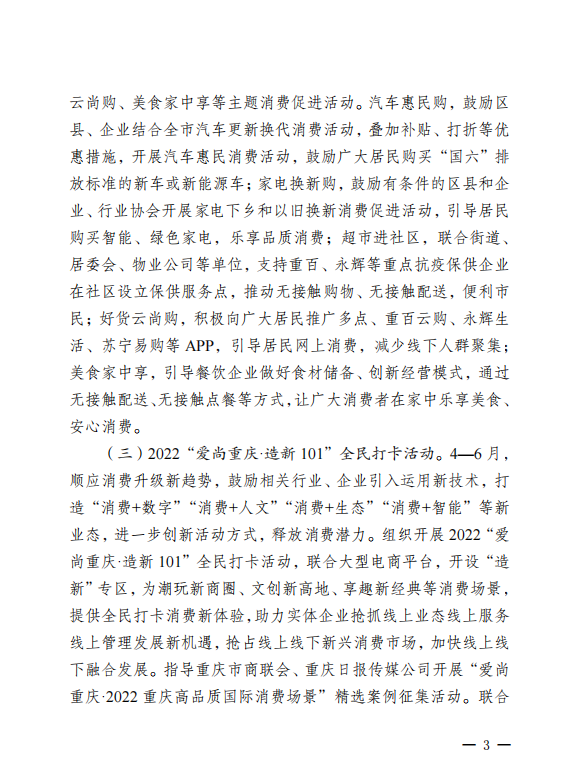 云尚购、美食家中享等主题消费促进活动。汽车惠民购，鼓励区
县、企业结合全市汽车更新换代消费活动，叠加补贴、打折等优
惠措施，开展汽车惠民消费活动，鼓励广大居民购买“国六”排
放标准的新车或新能源车；家电换新购，鼓励有条件的区县和企
业、行业协会开展家电下乡和以旧换新消费促进活动，引导居民
购买智能、绿色家电，乐享品质消费；超市进社区，联合街道、
居委会、物业公司等单位，支持重百、永辉等重点抗疫保供企业
在社区设立保供服务点，推动无接触购物、无接触配送，便利市
民；好货云尚购，积极向广大居民推广多点、重百云购、永辉生
活、苏宁易购等 APP，引导居民网上消费，减少线下人群聚集；
美食家中享，引导餐饮企业做好食材储备、创新经营模式，通过
无接触配送、无接触点餐等方式，让广大消费者在家中乐享美食、
安心消费。
（三）2022“爱尚重庆·造新 101”全民打卡活动。4—6 月，
顺应消费升级新趋势，鼓励相关行业、企业引入运用新技术，打
造“消费+数字”“消费+人文”“消费+生态”“消费+智能”等新
业态，进一步创新活动方式，释放消费潜力。组织开展 2022“爱
尚重庆·造新 101”全民打卡活动，联合大型电商平台，开设“造
新”专区，为潮玩新商圈、文创新高地、享趣新经典等消费场景，
提供全民打卡消费新体验，助力实体企业抢抓线上业态线上服务
线上管理发展新机遇，抢占线上线下新兴消费市场，加快线上线
下融合发展。指导重庆市商联会、重庆日报传媒公司开展“爱尚
重庆·2022 重庆高品质国际消费场景”精选案例征集活动。联合
— 3 —